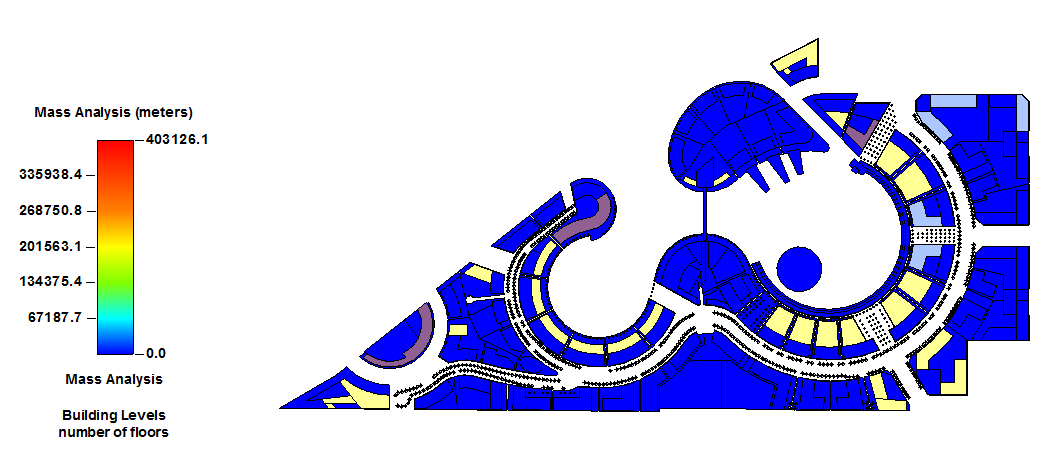 Mass Analysis (meters)
403126.1
335938.4
268750.8
201563.1
134375.4
67187.7
0.0
Mass Analysis
Building Levels
number of floors